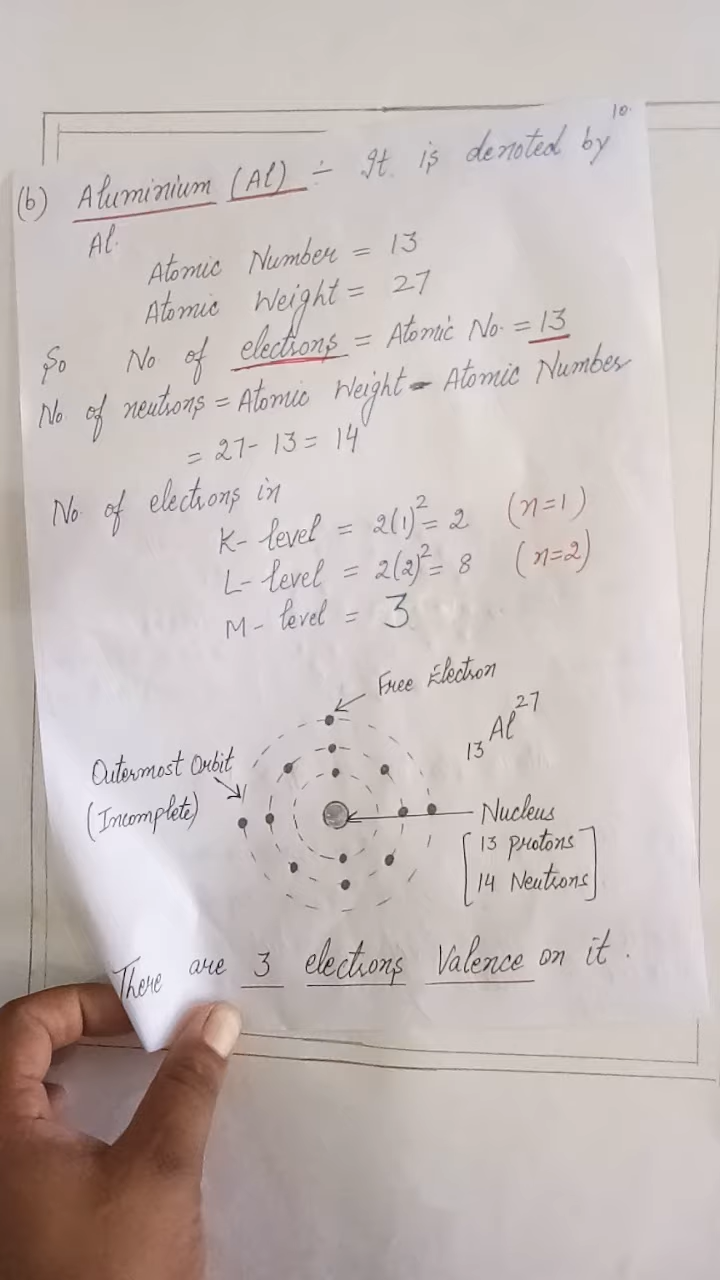 10.
(b) Aluminium (Al) ÷ It is denoted by
Al.
Atomic Number = 13
Atomic Weight = 27
So No of electrons = Atomic No. = 13
No of neutrons = Atomic Weight - Atomic Number
= 27- 13 = 14
No of electrons in
K- level = 2(1)² = 2 (n=1)
L- level = 2(2)² = 8 (n=2)
M- level = 3
Free Electron
₁₃Al²⁷
Outermost Orbit
(Incomplete)
Nucleus
[13 Protons
14 Neutrons]
There are 3 electrons Valence on it.